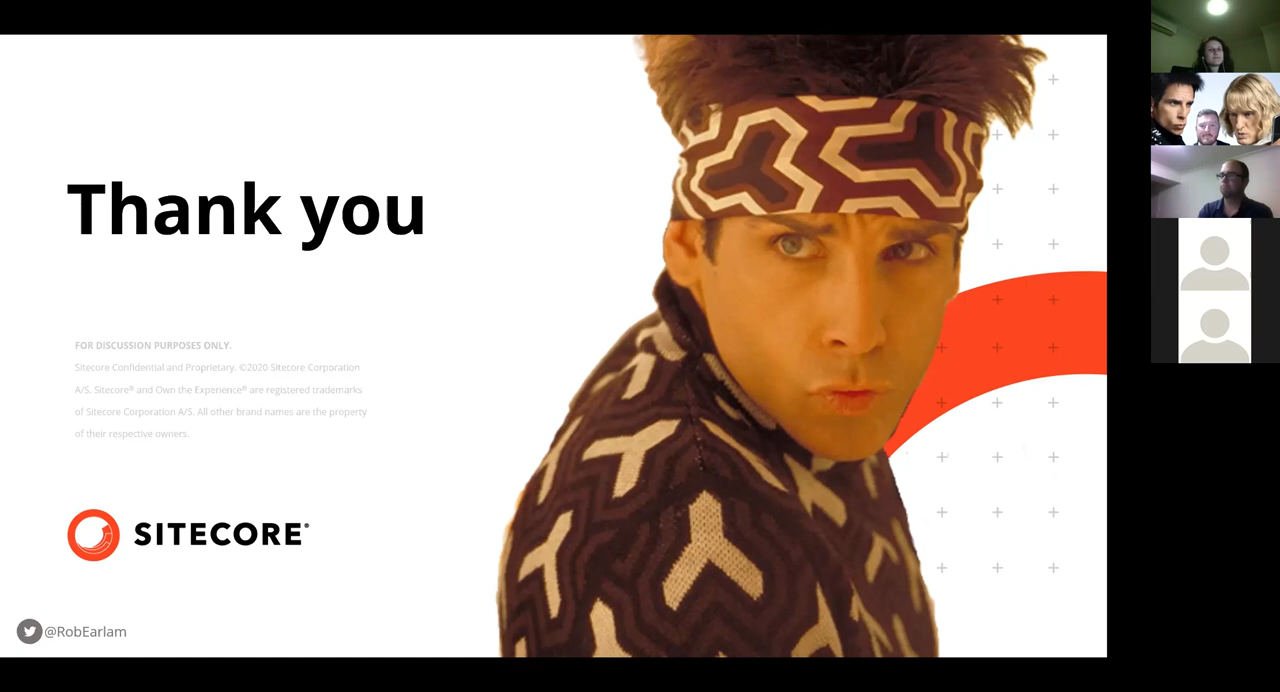 Thank you
FOR DISCUSSION PURPOSES ONLY.
Sitecore Confidential and Proprietary. ©2020 Sitecore Corporation
A/S. Sitecore® and Own the Experience® are registered trademarks
of Sitecore Corporation A/S. All other brand names are the property
of their respective owners.
SITECORE®
@RobEarlam